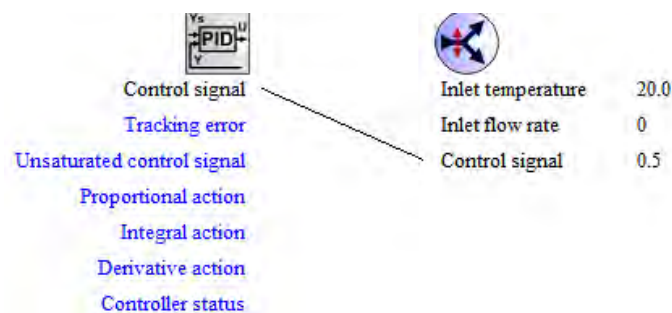 Ys
U
PID
Y
Control signal
Inlet temperature 20.0
Tracking error
Inlet flow rate 0
Unsaturated control signal
Control signal 0.5
Proportional action
Integral action
Derivative action
Controller status